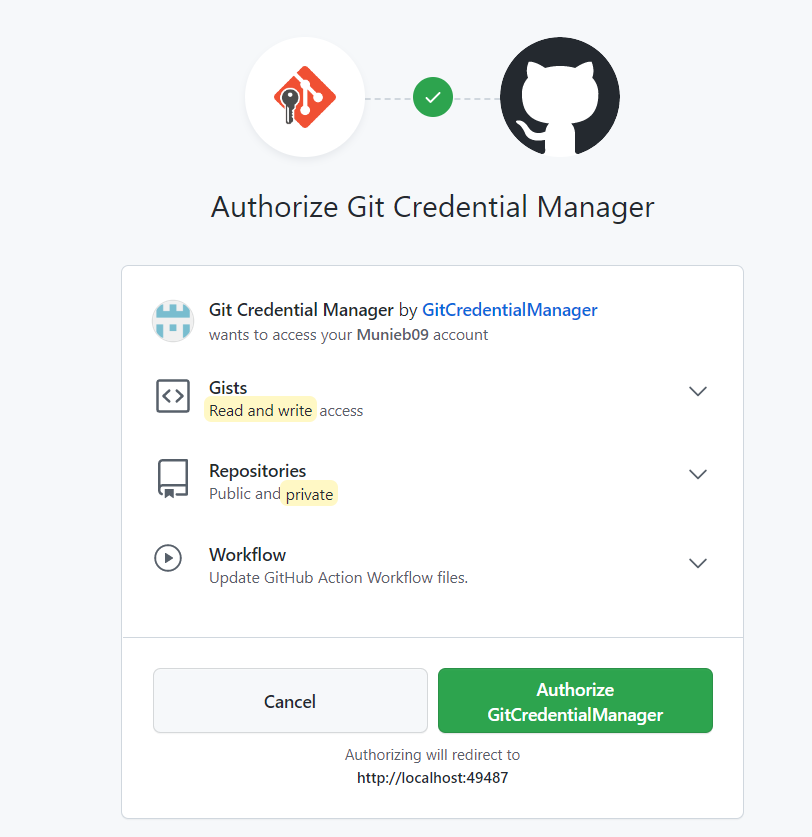 Authorize Git Credential Manager
Git Credential Manager by GitCredentialManager
wants to access your Munieb09 account
Gists
Read and write access
Repositories
Public and private
Workflow
Update GitHub Action Workflow files.
Cancel
Authorize
GitCredentialManager
Authorizing will redirect to
http://localhost:49487